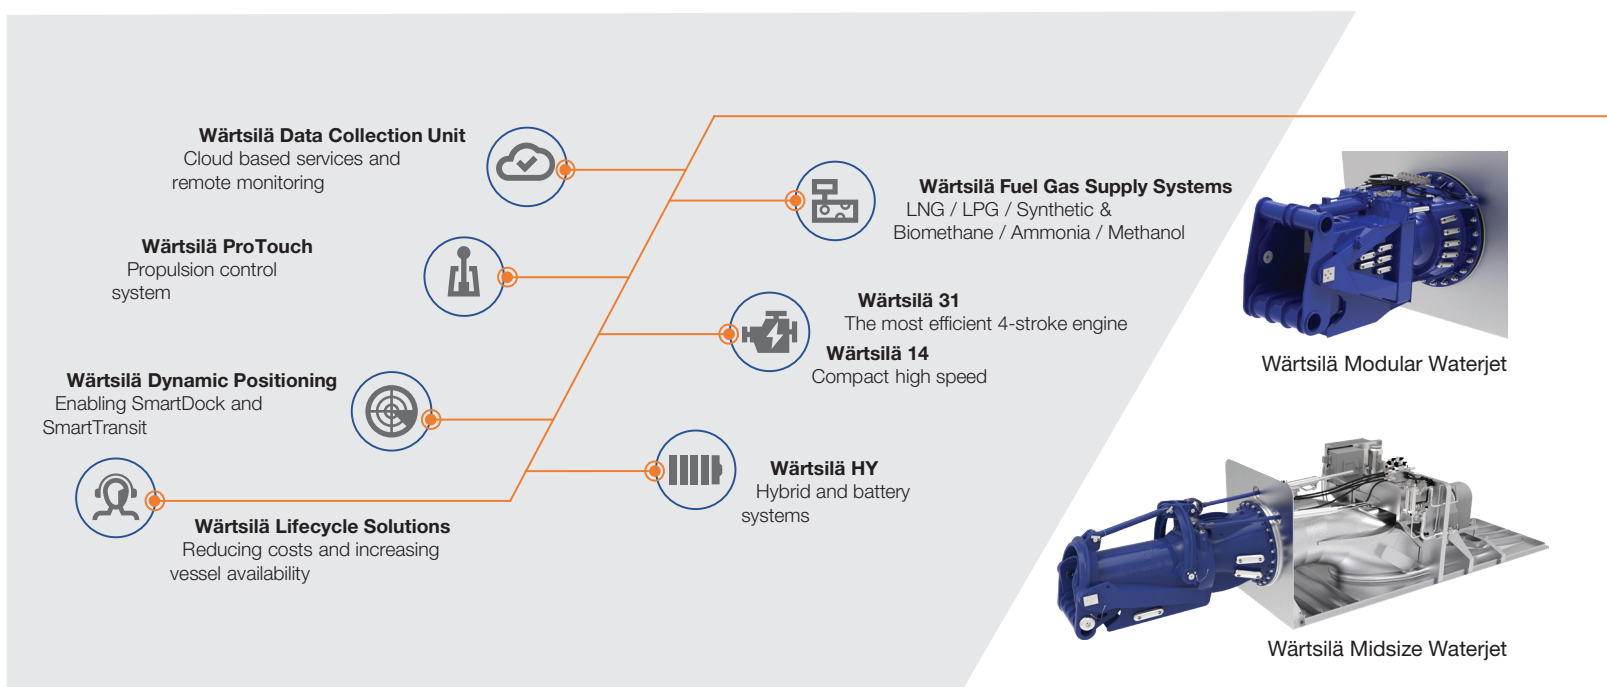 Wärtsilä Data Collection Unit
Cloud based services and
remote monitoring
Wärtsilä ProTouch
Propulsion control
system
Wärtsilä Dynamic Positioning
Enabling SmartDock and
SmartTransit
Wärtsilä Lifecycle Solutions
Reducing costs and increasing
vessel availability
Wärtsilä Fuel Gas Supply Systems
LNG / LPG / Synthetic &
Biomethane / Ammonia / Methanol
Wärtsilä 31
The most efficient 4-stroke engine
Wärtsilä 14
Compact high speed
Wärtsilä HY
Hybrid and battery
systems
Wärtsilä Modular Waterjet
Wärtsilä Midsize Waterjet